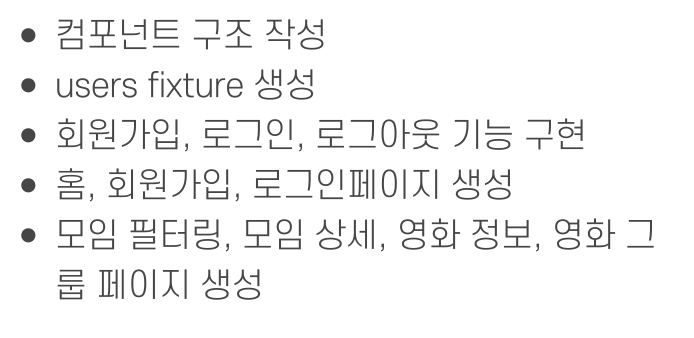 • 컴포넌트 구조 작성
• users fixture 생성
• 회원가입, 로그인, 로그아웃 기능 구현
• 홈, 회원가입, 로그인페이지 생성
• 모임 필터링, 모임 상세, 영화 정보, 영화 그
룹 페이지 생성